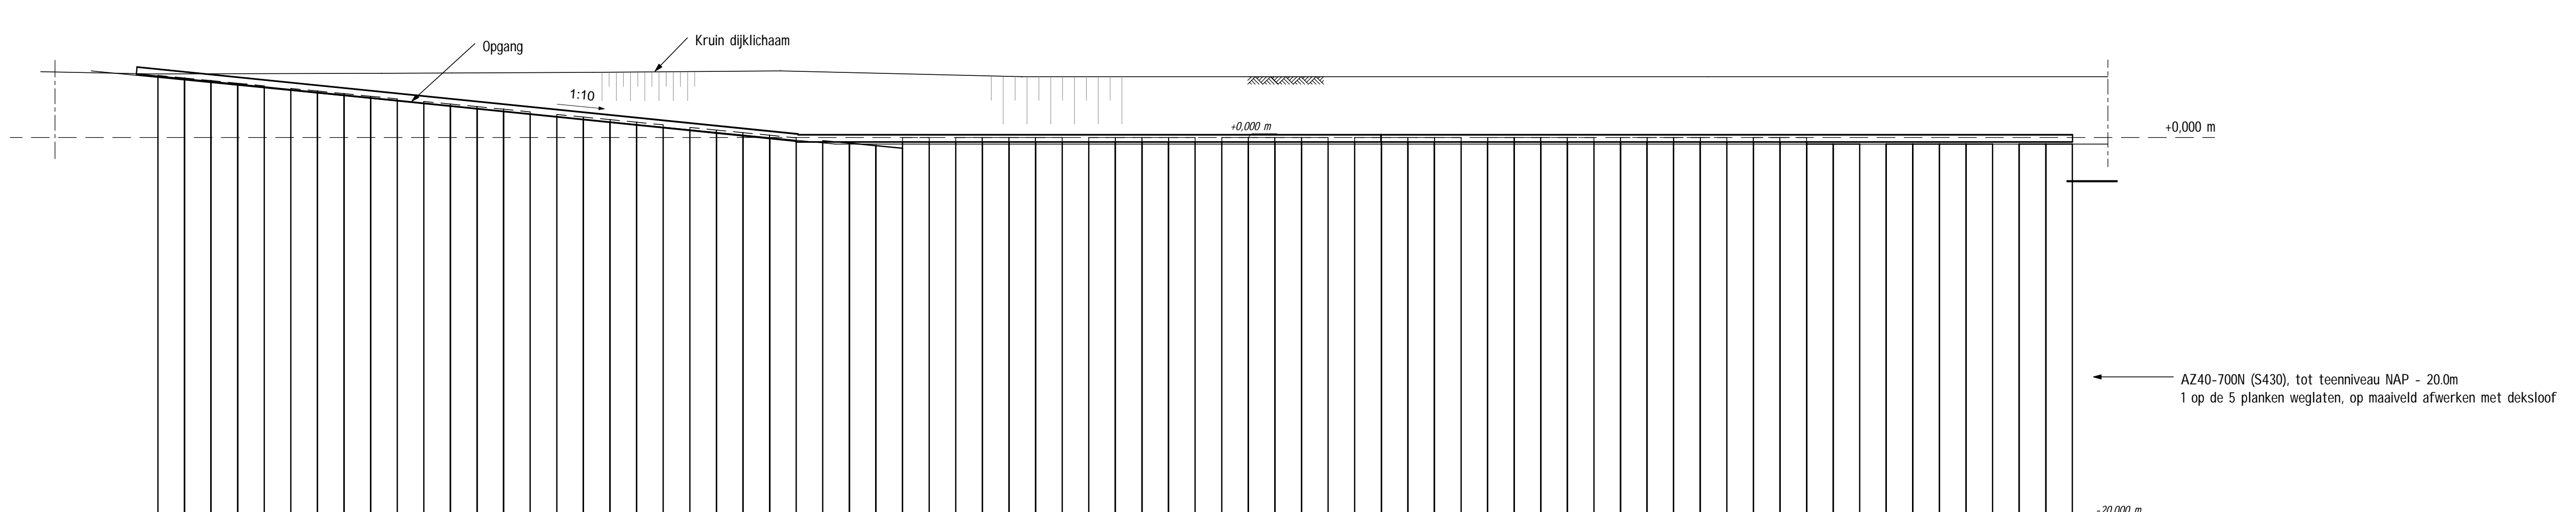 Kruin dijklichaam
Opgang
1:10
+0,000 m
+0,000 m
AZ40-700N (S430), tot teenniveau NAP - 20.0m
1 op de 5 planken weglaten, op maaiveld afwerken met deksloof
-20,000 m